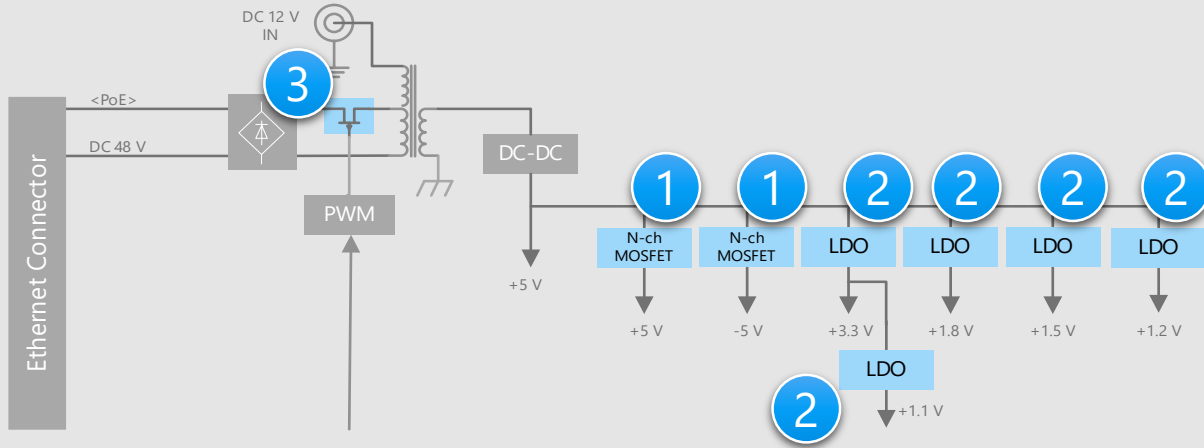 DC 12 V
IN
3
<PoE>
DC 48 V
Ethernet Connector
PWM
DC-DC
+5 V
1
1
2
2
2
2
N-ch
MOSFET
N-ch
MOSFET
LDO
LDO
LDO
LDO
+5 V
-5 V
+3.3 V
+1.8 V
+1.5 V
+1.2 V
LDO
2
+1.1 V